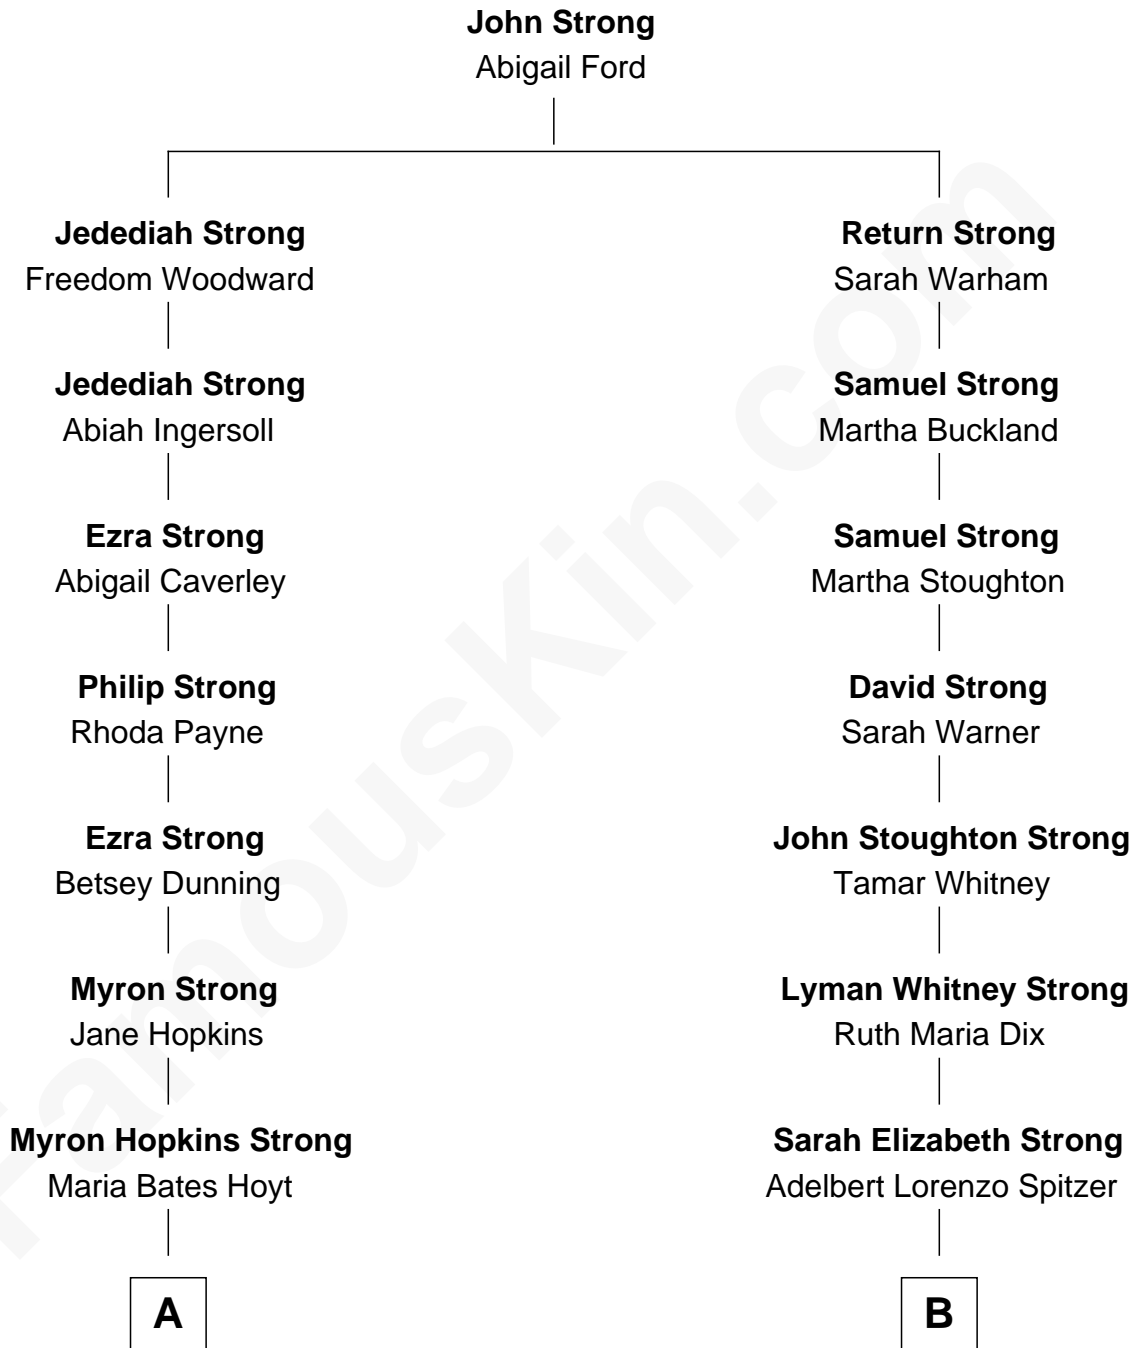 John Strong
Abigail Ford
Jedediah Strong
Freedom Woodward
Return Strong
Sarah Warham
Jedediah Strong
Abiah Ingersoll
Samuel Strong
Martha Buckland
Ezra Strong
Abigail Caverley
Samuel Strong
Martha Stoughton
Philip Strong
Rhoda Payne
David Strong
Sarah Warner
Ezra Strong
Betsey Dunning
John Stoughton Strong
Tamar Whitney
Myron Strong
Jane Hopkins
Lyman Whitney Strong
Ruth Maria Dix
Myron Hopkins Strong
Maria Bates Hoyt
Sarah Elizabeth Strong
Adelbert Lorenzo Spitzer
A
B
FamousKin.com